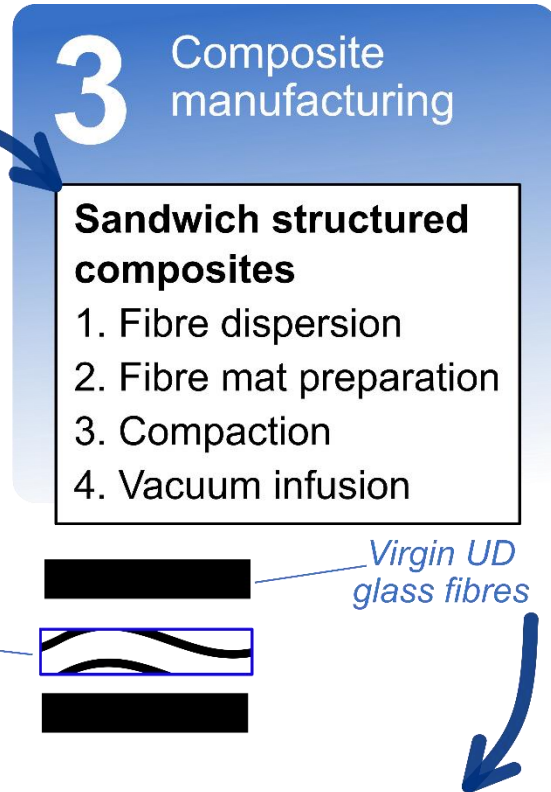 3
Composite
manufacturing
Sandwich structured
composites
1. Fibre dispersion
2. Fibre mat preparation
3. Compaction
4. Vacuum infusion
Virgin UD
glass fibres